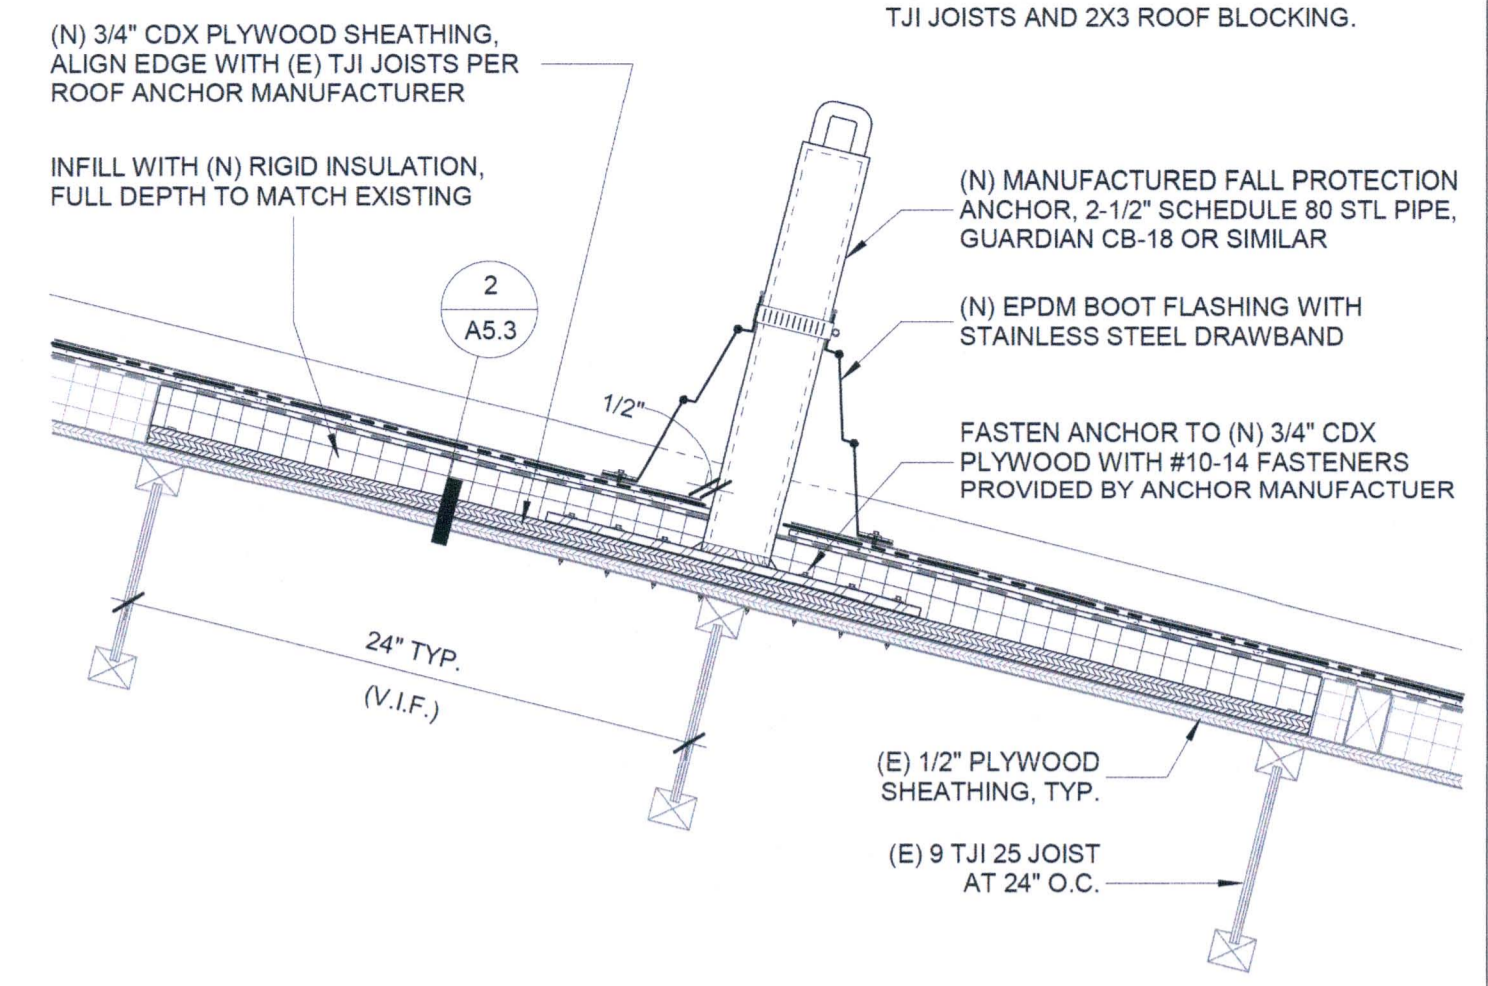 TJI JOISTS AND 2X3 ROOF BLOCKING.
(N) 3/4" CDX PLYWOOD SHEATHING,
ALIGN EDGE WITH (E) TJI JOISTS PER
ROOF ANCHOR MANUFACTURER
INFILL WITH (N) RIGID INSULATION,
FULL DEPTH TO MATCH EXISTING
(N) MANUFACTURED FALL PROTECTION
ANCHOR, 2-1/2" SCHEDULE 80 STL PIPE,
GUARDIAN CB-18 OR SIMILAR
2
A5.3
(N) EPDM BOOT FLASHING WITH
STAINLESS STEEL DRAWBAND
1/2"
FASTEN ANCHOR TO (N) 3/4" CDX
PLYWOOD WITH #10-14 FASTENERS
PROVIDED BY ANCHOR MANUFACTUER
24" TYP.
(V.I.F.)
(E) 1/2" PLYWOOD
SHEATHING, TYP.
(E) 9 TJI 25 JOIST
AT 24" O.C.